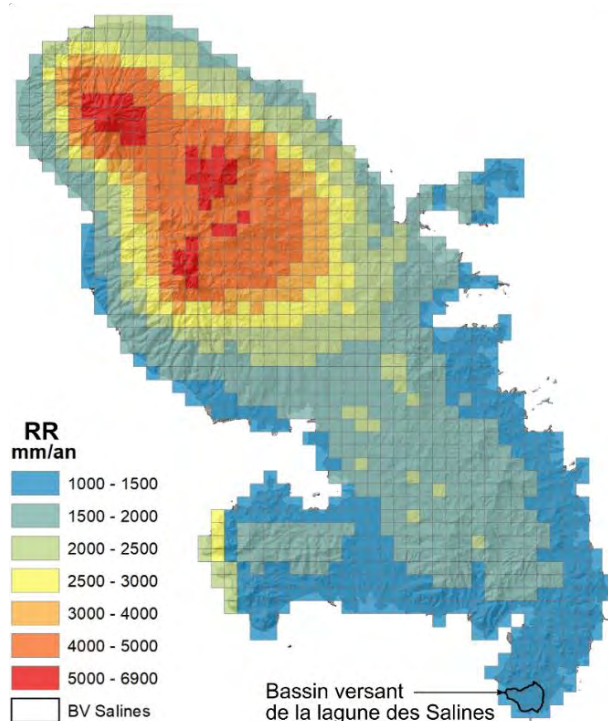 RR
mm/an
1000 - 1500
1500 - 2000
2000 - 2500
2500 - 3000
3000 - 4000
4000 - 5000
5000 - 6900
BV Salines
Bassin versant
de la lagune des Salines